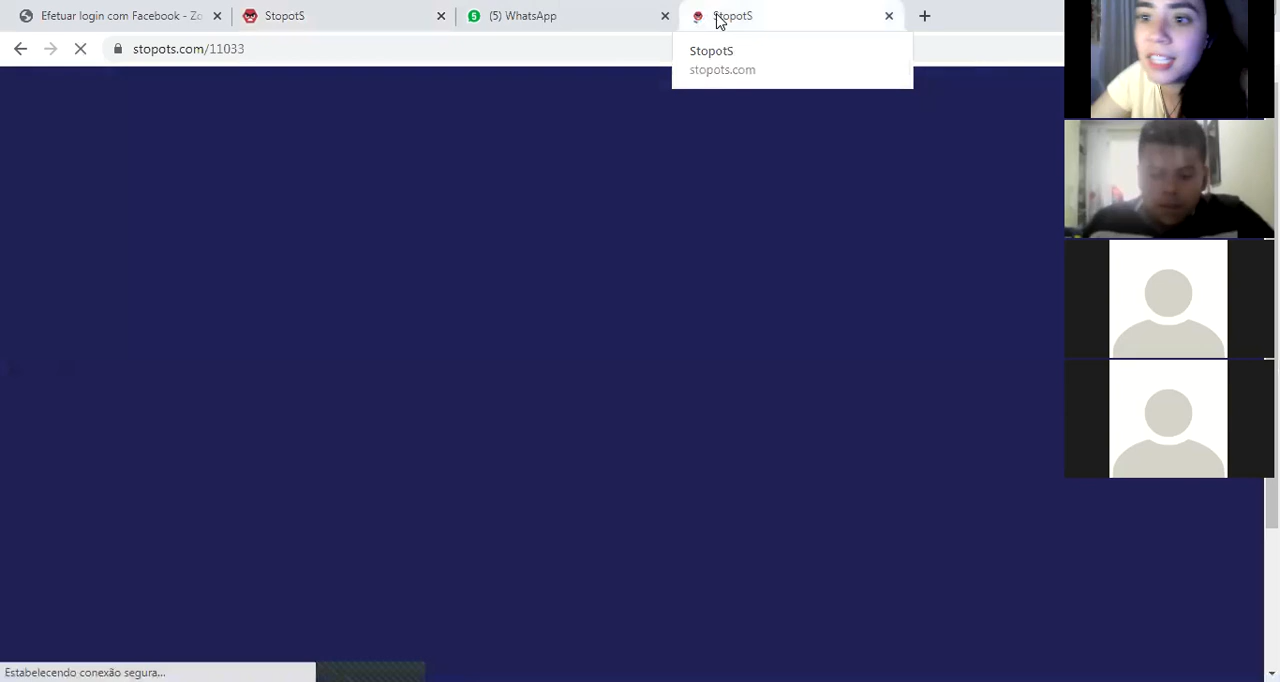 Efetuar login com Facebook - Zo
StopotS
(5) WhatsApp
StopotS
stopots.com/11033
StopotS
stopots.com
Estabelecendo conexão segura...